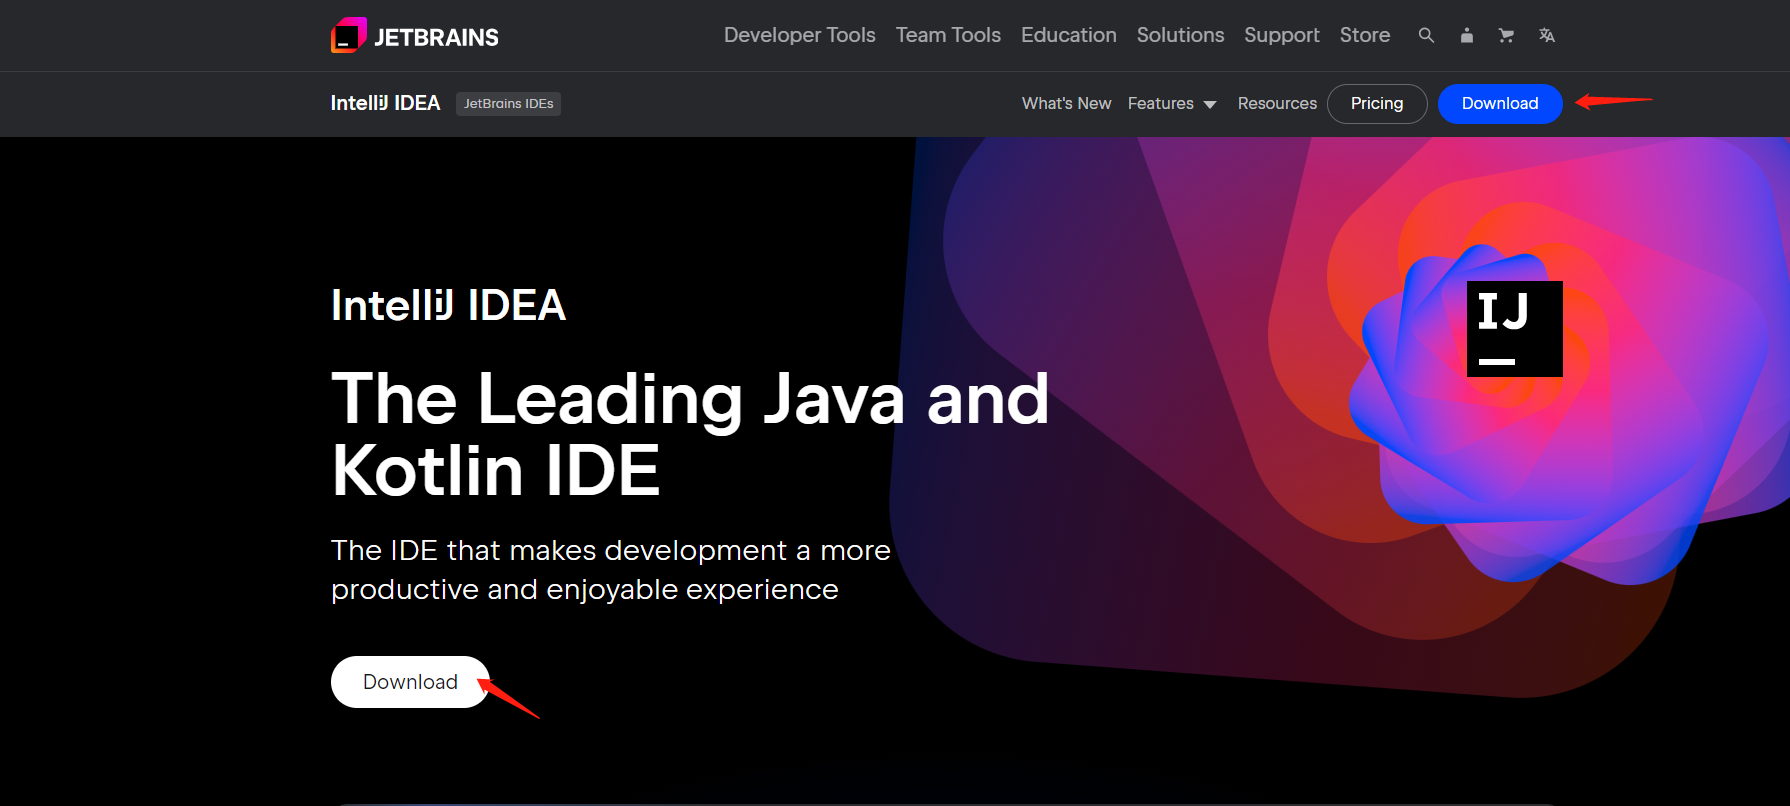 JETBRAINS
Developer Tools Team Tools Education Solutions Support Store
IntelliJ IDEA JetBrains IDEs
What's New Features Resources Pricing Download
IJ
IntelliJ IDEA
The Leading Java and
Kotlin IDE
The IDE that makes development a more
productive and enjoyable experience
Download